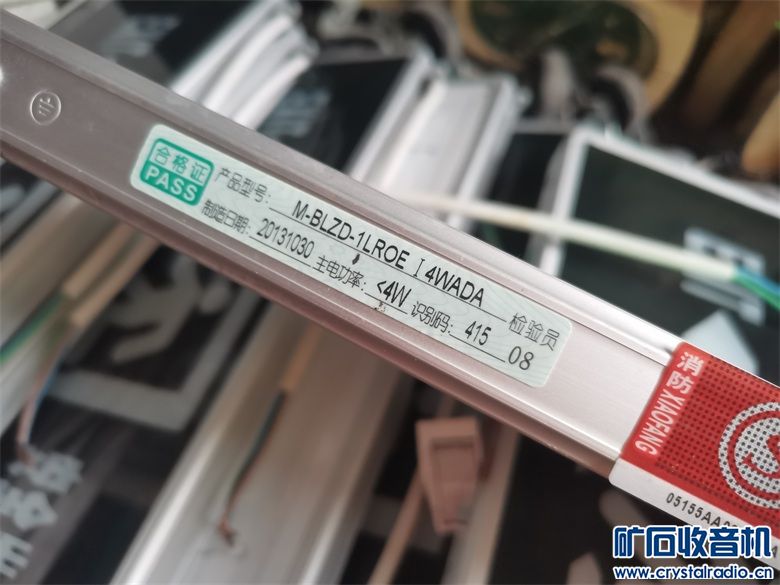 合格证
PASS
产品型号: M-BLZD-1LROE I 4WADA 检验员
制造日期: 20131030 主电功率: <4W 识别码: 415 08
消防
XIAOFANG
05155AA
矿石收音机
www.crystalradio.cn